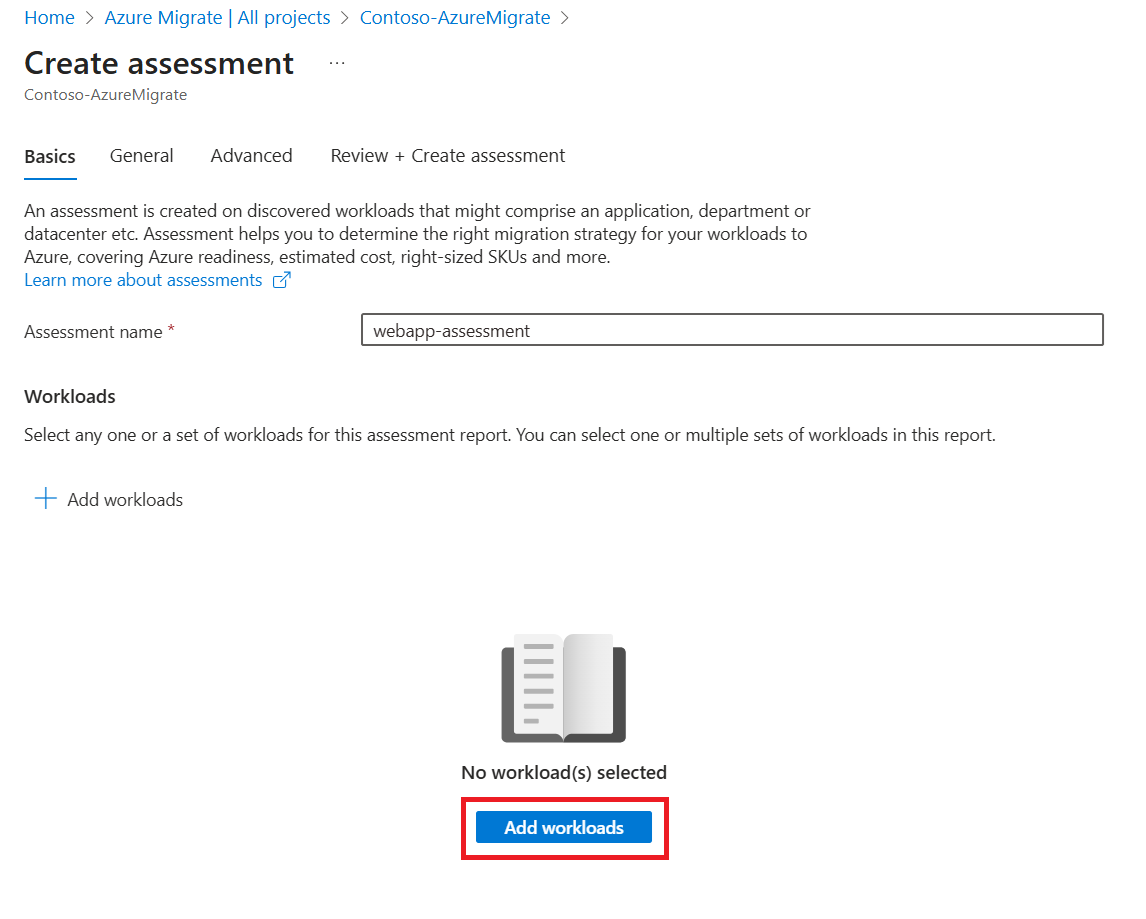 Home > Azure Migrate | All projects > Contoso-AzureMigrate >
Create assessment ...
Contoso-AzureMigrate
Basics General Advanced Review + Create assessment
An assessment is created on discovered workloads that might comprise an application, department or
datacenter etc. Assessment helps you to determine the right migration strategy for your workloads to
Azure, covering Azure readiness, estimated cost, right-sized SKUs and more.
Learn more about assessments
Assessment name * webapp-assessment
Workloads
Select any one or a set of workloads for this assessment report. You can select one or multiple sets of workloads in this report.
+ Add workloads
No workload(s) selected
Add workloads